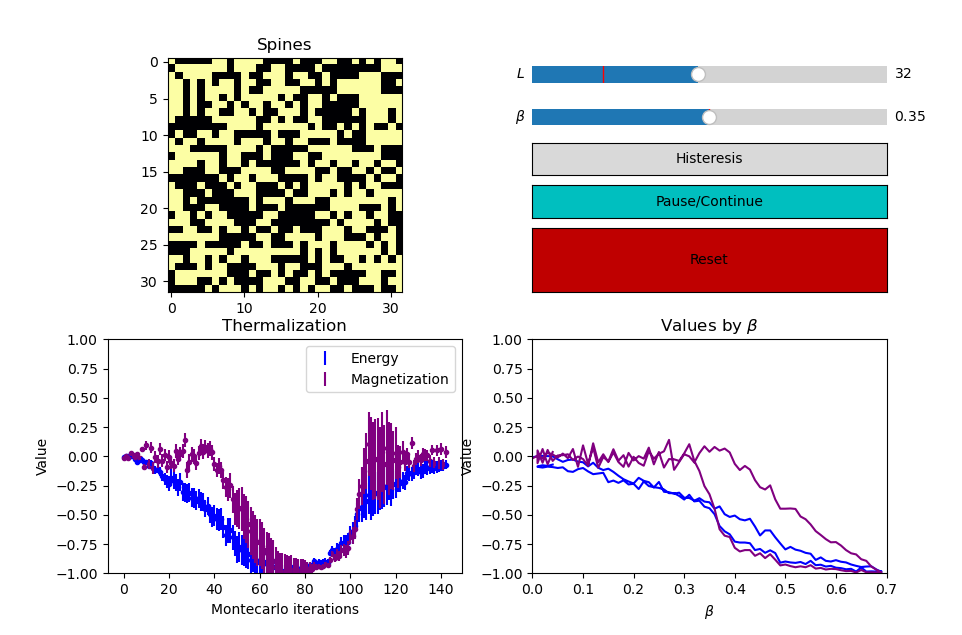 Spines
0
5
10
15
20
25
30
0 10 20 30
L 32
β 0.35
Histeresis
Pause/Continue
Reset
Thermalization
1.00
0.75
0.50
0.25
0.00
−0.25
−0.50
−0.75
−1.00
Value
Energy
Magnetization
0 20 40 60 80 100 120 140
Montecarlo iterations
Values by β
1.00
0.75
0.50
0.25
0.00
−0.25
−0.50
−0.75
−1.00
Value
0.0 0.1 0.2 0.3 0.4 0.5 0.6 0.7
β